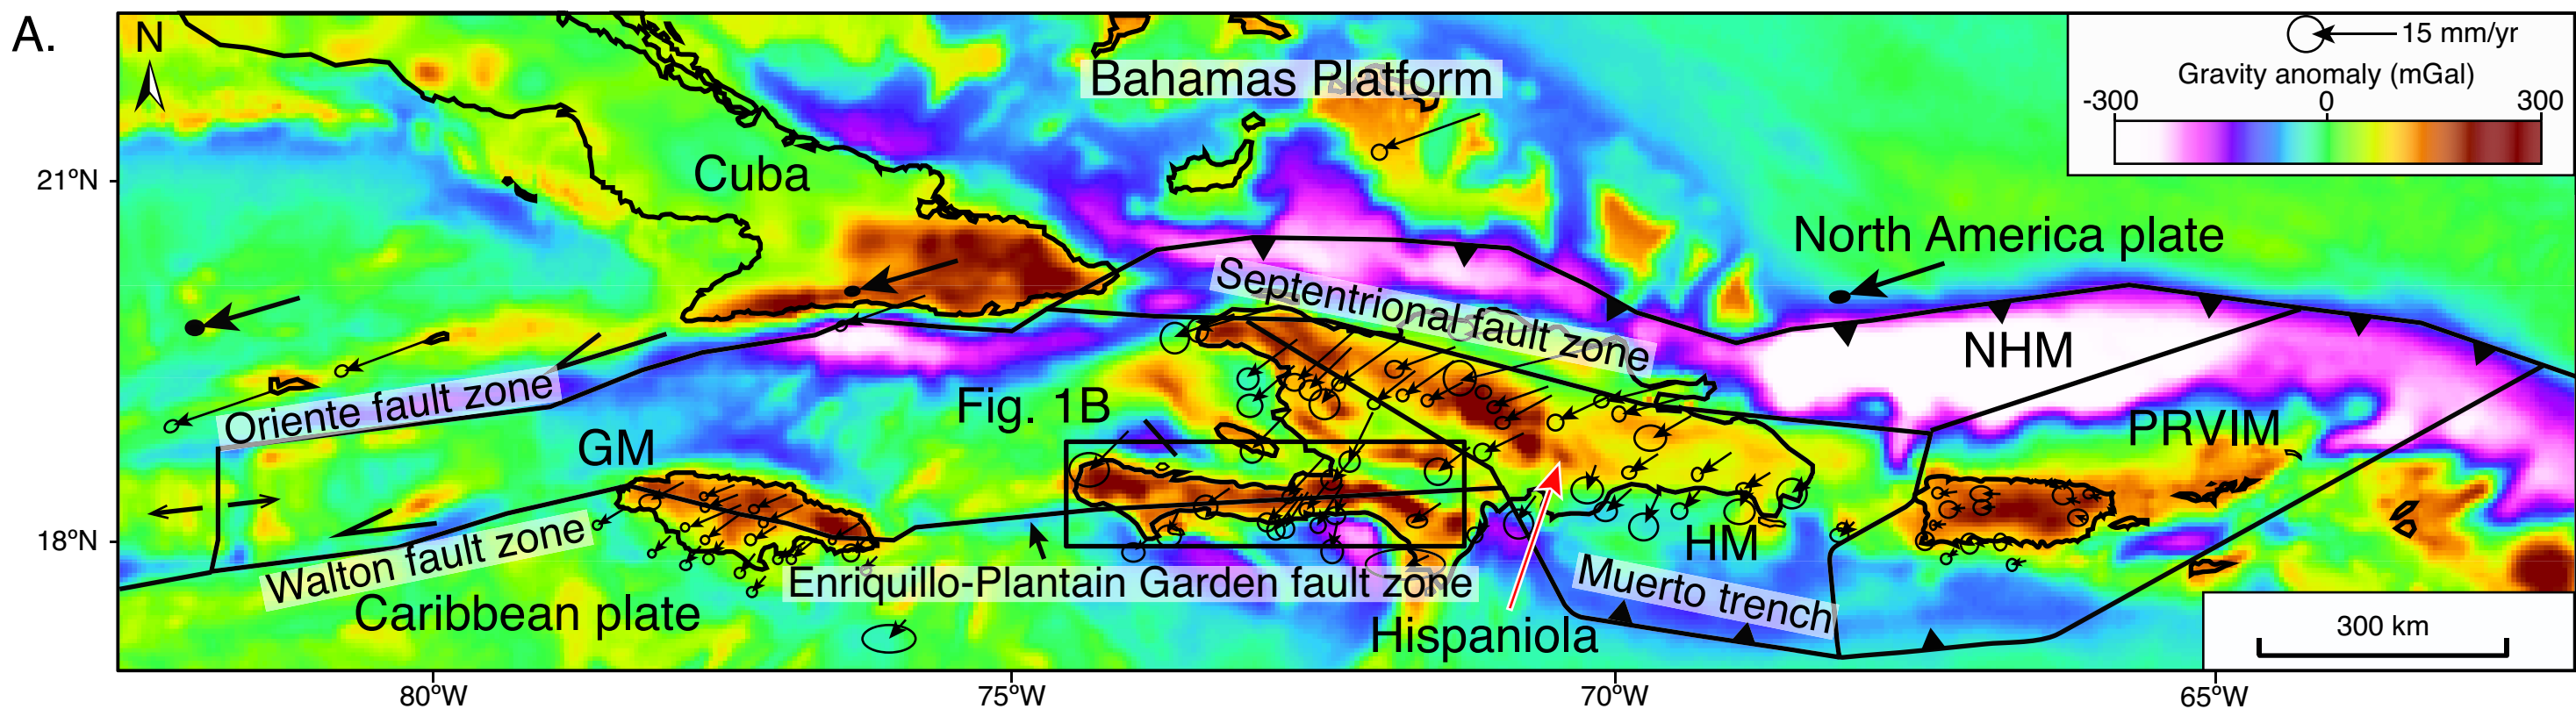 A.
N
15 mm/yr
Gravity anomaly (mGal)
-300 0 300
Bahamas Platform
Cuba
21°N
North America plate
Septentrional fault zone
NHM
Oriente fault zone
Fig. 1B
GM
PRVIM
18°N
Walton fault zone
HM
Enriquillo-Plantain Garden fault zone
Muerto trench
Caribbean plate
Hispaniola
300 km
80°W 75°W 70°W 65°W